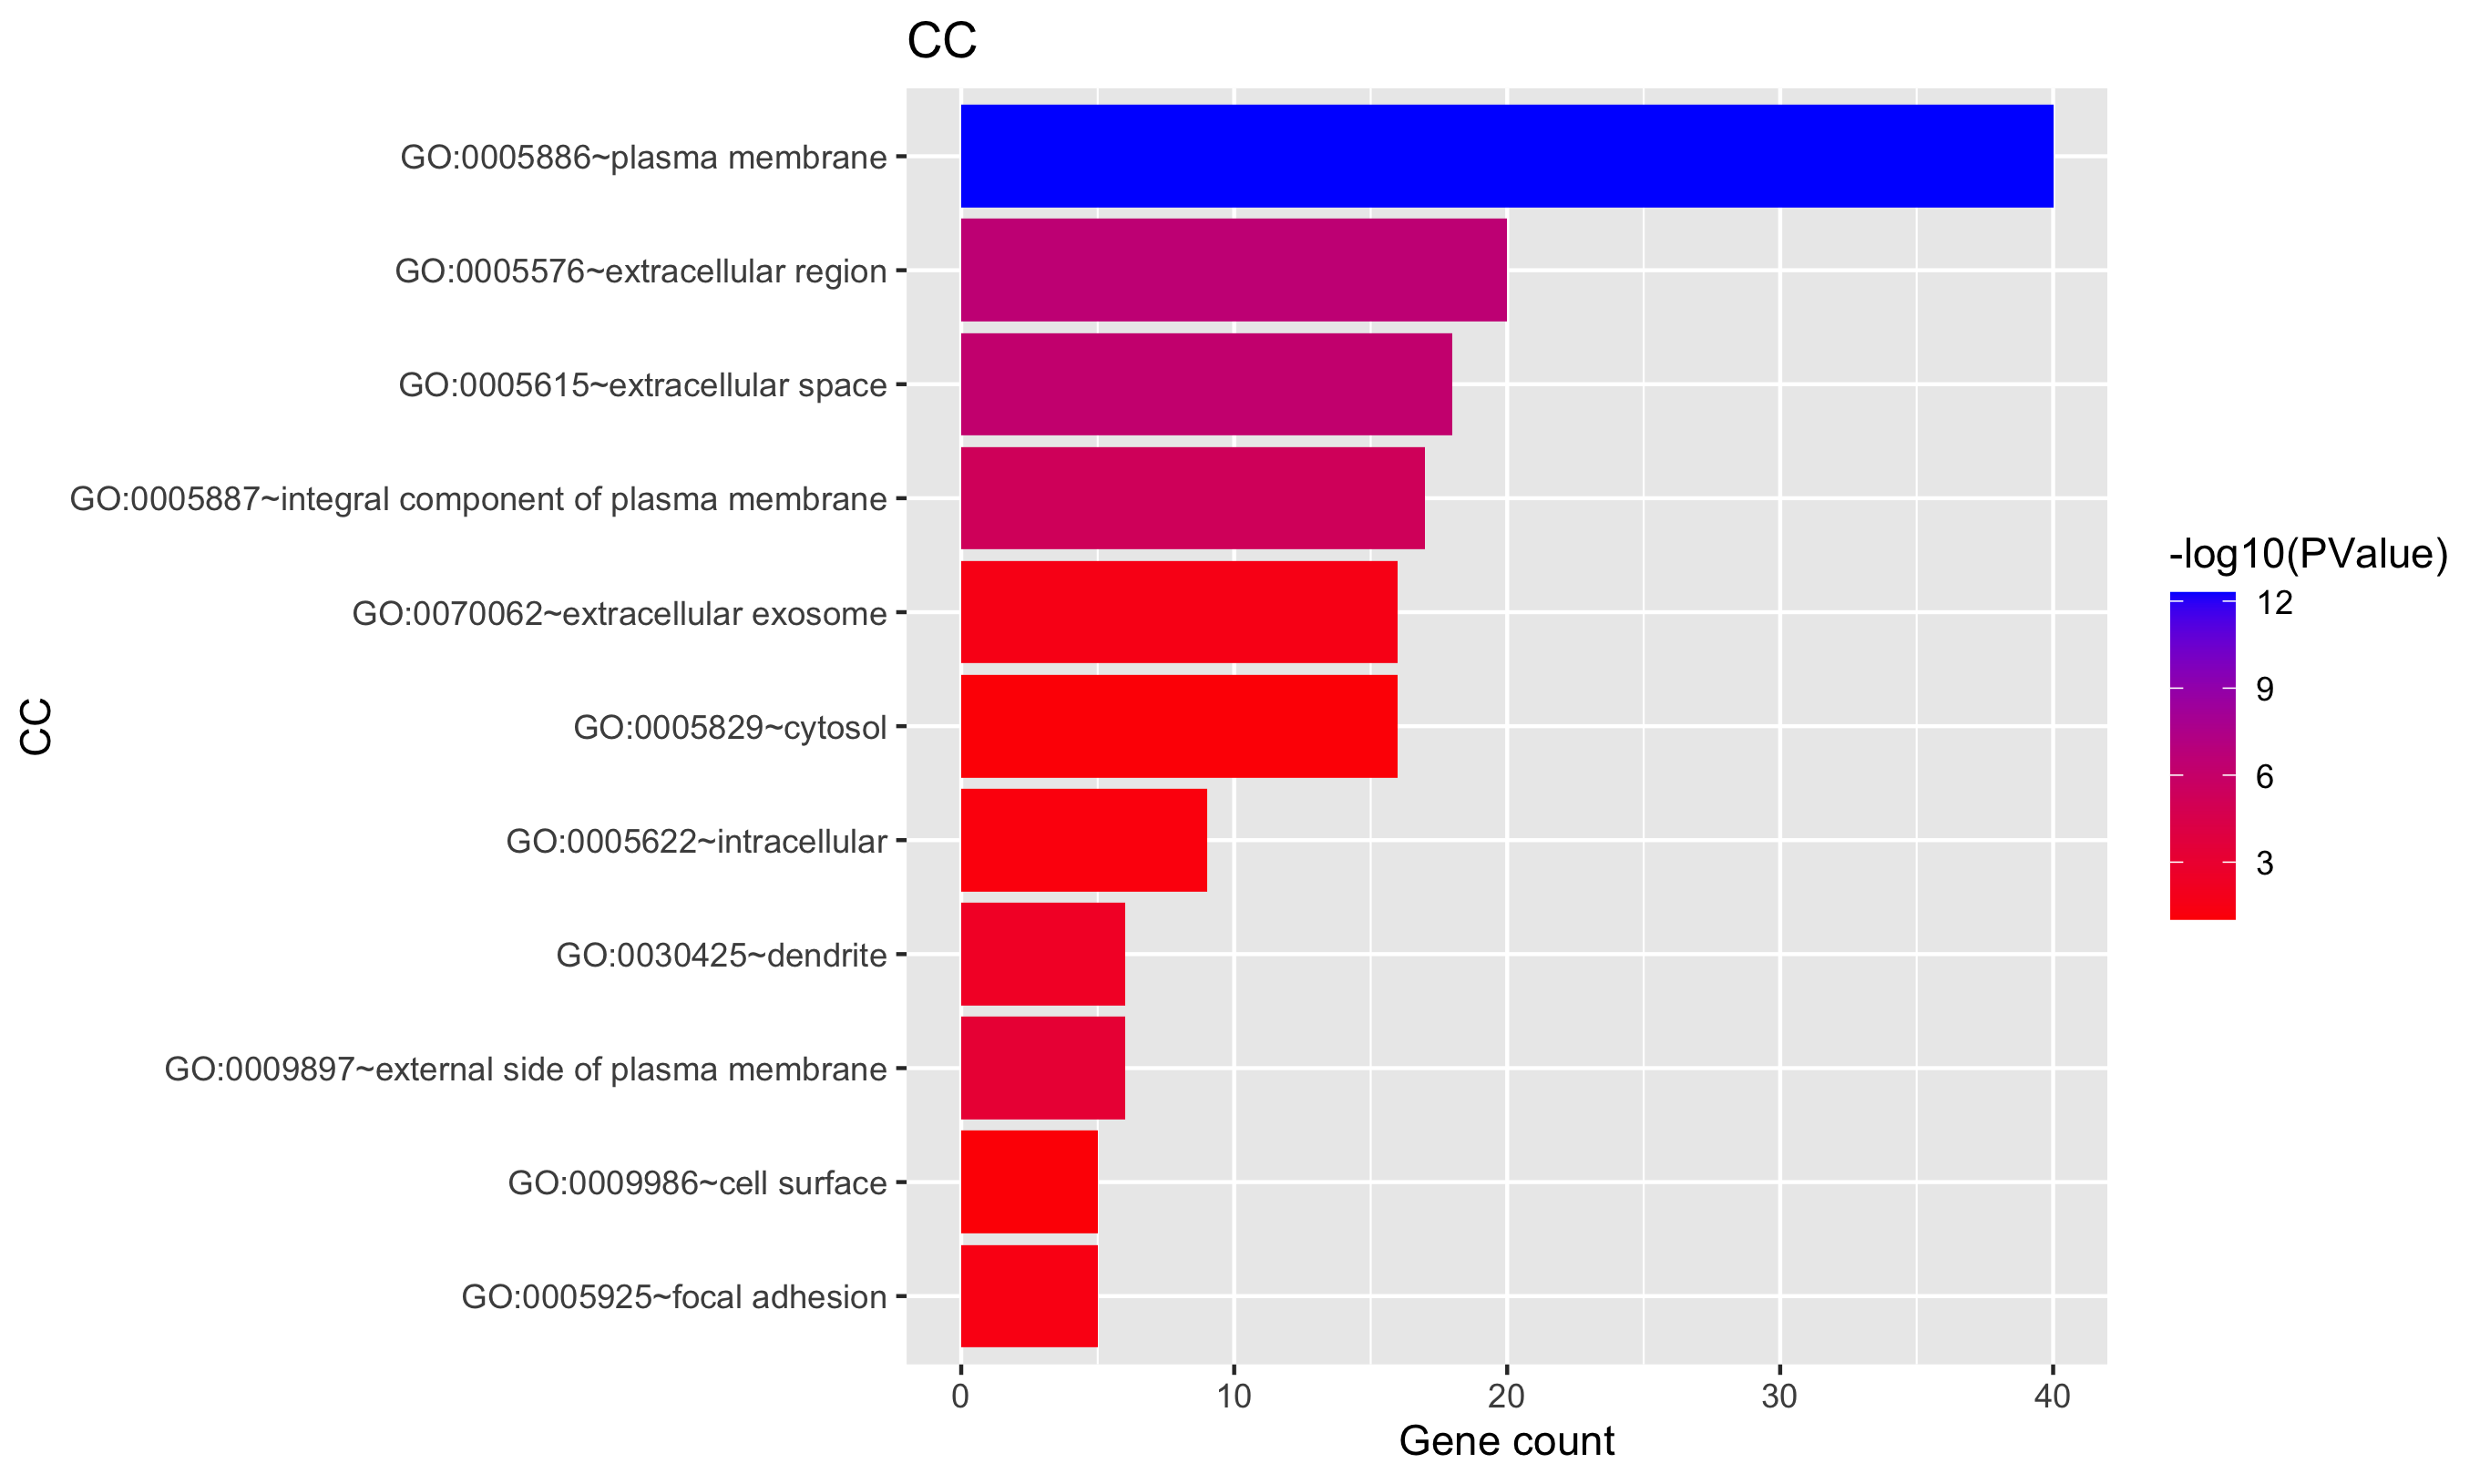 CC
GO:0005886~plasma membrane
GO:0005576~extracellular region
GO:0005615~extracellular space
GO:0005887~integral component of plasma membrane
GO:0070062~extracellular exosome
GO:0005829~cytosol
GO:0005622~intracellular
GO:0030425~dendrite
GO:0009897~external side of plasma membrane
GO:0009986~cell surface
GO:0005925~focal adhesion
CC
0 10 20 30 40
Gene count
-log10(PValue)
12
9
6
3